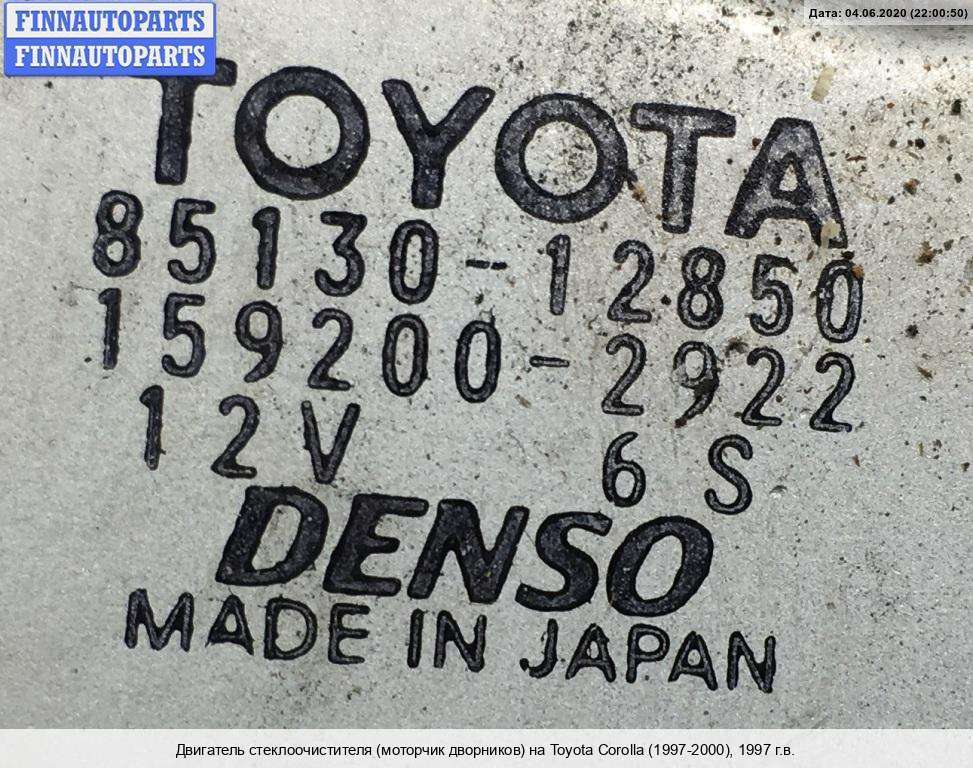 FINNAUTOPARTS
FINNAUTOPARTS
Дата: 04.06.2020 (22:00:50)
TOYOTA
85130-12850
159200-2922
12V 6S
DENSO
MADE IN JAPAN
Двигатель стеклоочистителя (моторчик дворников) на Toyota Corolla (1997-2000), 1997 г.в.